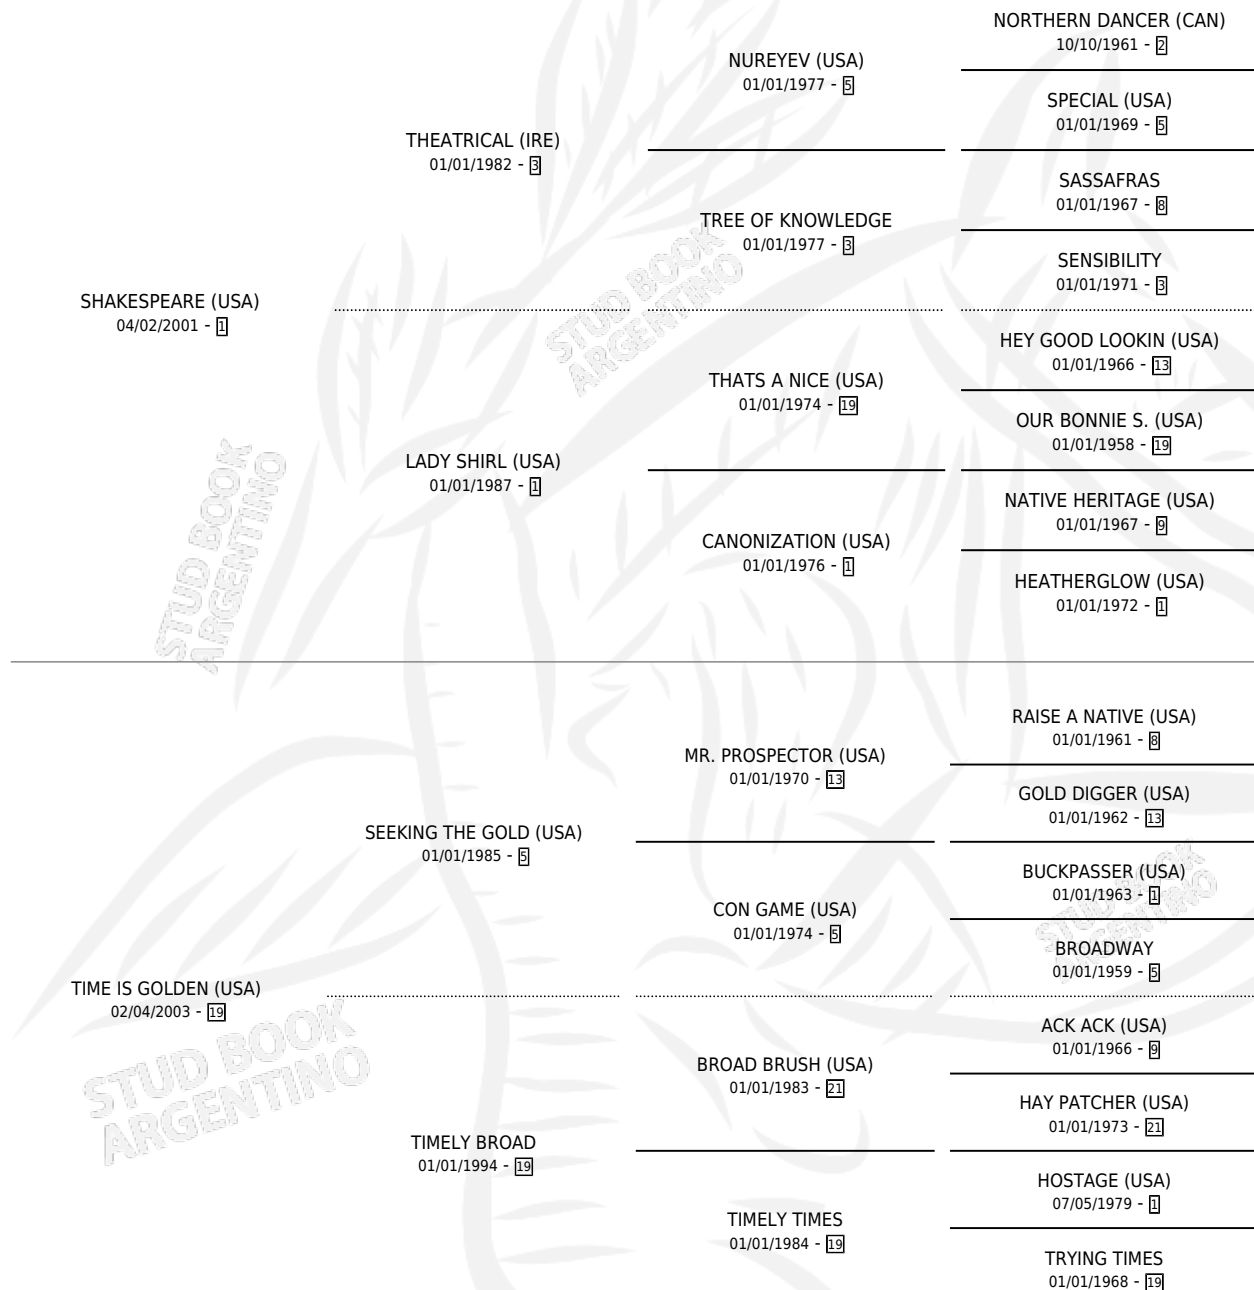 NORTHERN DANCER (CAN)
10/10/1961 - 2
NUREYEV (USA)
01/01/1977 - 5
SPECIAL (USA)
01/01/1969 - 5
THEATRICAL (IRE)
01/01/1982 - 3
SASSAFRAS
01/01/1967 - 8
TREE OF KNOWLEDGE
01/01/1977 - 3
SENSIBILITY
01/01/1971 - 3
SHAKESPEARE (USA)
04/02/2001 - 1
STUD BOOK
ARGENTINO
HEY GOOD LOOKIN (USA)
01/01/1966 - 13
THATS A NICE (USA)
01/01/1974 - 19
OUR BONNIE S. (USA)
01/01/1958 - 19
LADY SHIRL (USA)
01/01/1987 - 1
NATIVE HERITAGE (USA)
01/01/1967 - 9
CANONIZATION (USA)
01/01/1976 - 1
HEATHERGLOW (USA)
01/01/1972 - 1
STUD BOOK
ARGENTINO
RAISE A NATIVE (USA)
01/01/1961 - 8
MR. PROSPECTOR (USA)
01/01/1970 - 13
GOLD DIGGER (USA)
01/01/1962 - 13
SEEKING THE GOLD (USA)
01/01/1985 - 5
BUCKPASSER (USA)
01/01/1963 - 1
STUD BOOK
ARGENTINO
CON GAME (USA)
01/01/1974 - 5
BROADWAY
01/01/1959 - 5
TIME IS GOLDEN (USA)
02/04/2003 - 19
STUD BOOK
ARGENTINO
ACK ACK (USA)
01/01/1966 - 9
BROAD BRUSH (USA)
01/01/1983 - 21
HAY PATCHER (USA)
01/01/1973 - 21
TIMELY BROAD
01/01/1994 - 19
HOSTAGE (USA)
07/05/1979 - 1
TIMELY TIMES
01/01/1984 - 19
TRYING TIMES
01/01/1968 - 19